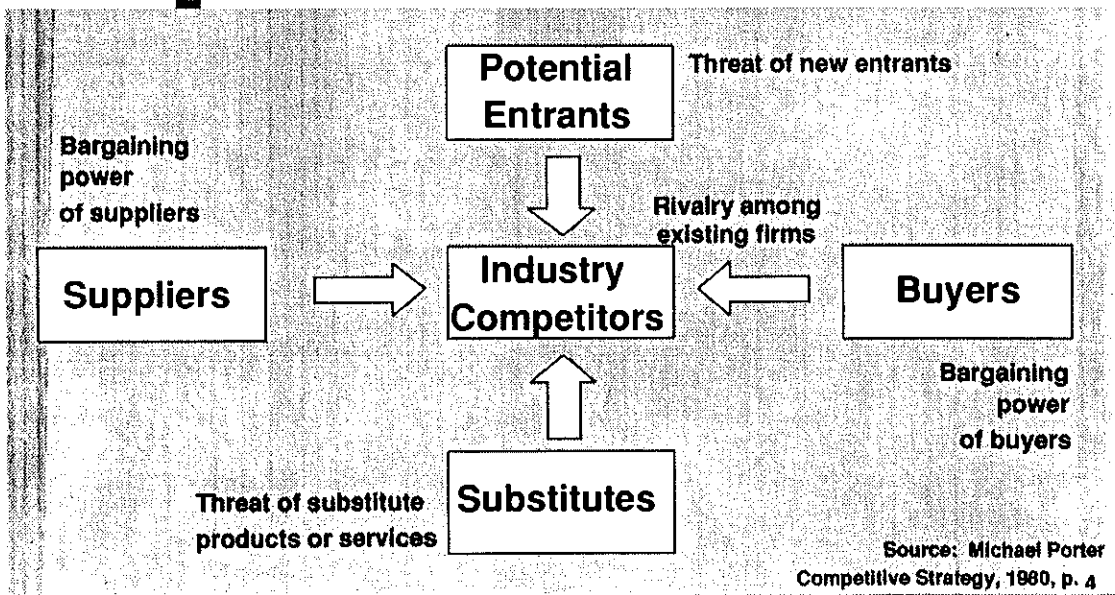 Potential
Entrants
Threat of new entrants
Bargaining
power
of suppliers
Rivalry among
existing firms
Suppliers
Industry
Competitors
Buyers
Bargaining
power
of buyers
Substitutes
Threat of substitute
products or services
Source: Michael Porter
Competitive Strategy, 1980, p. 4